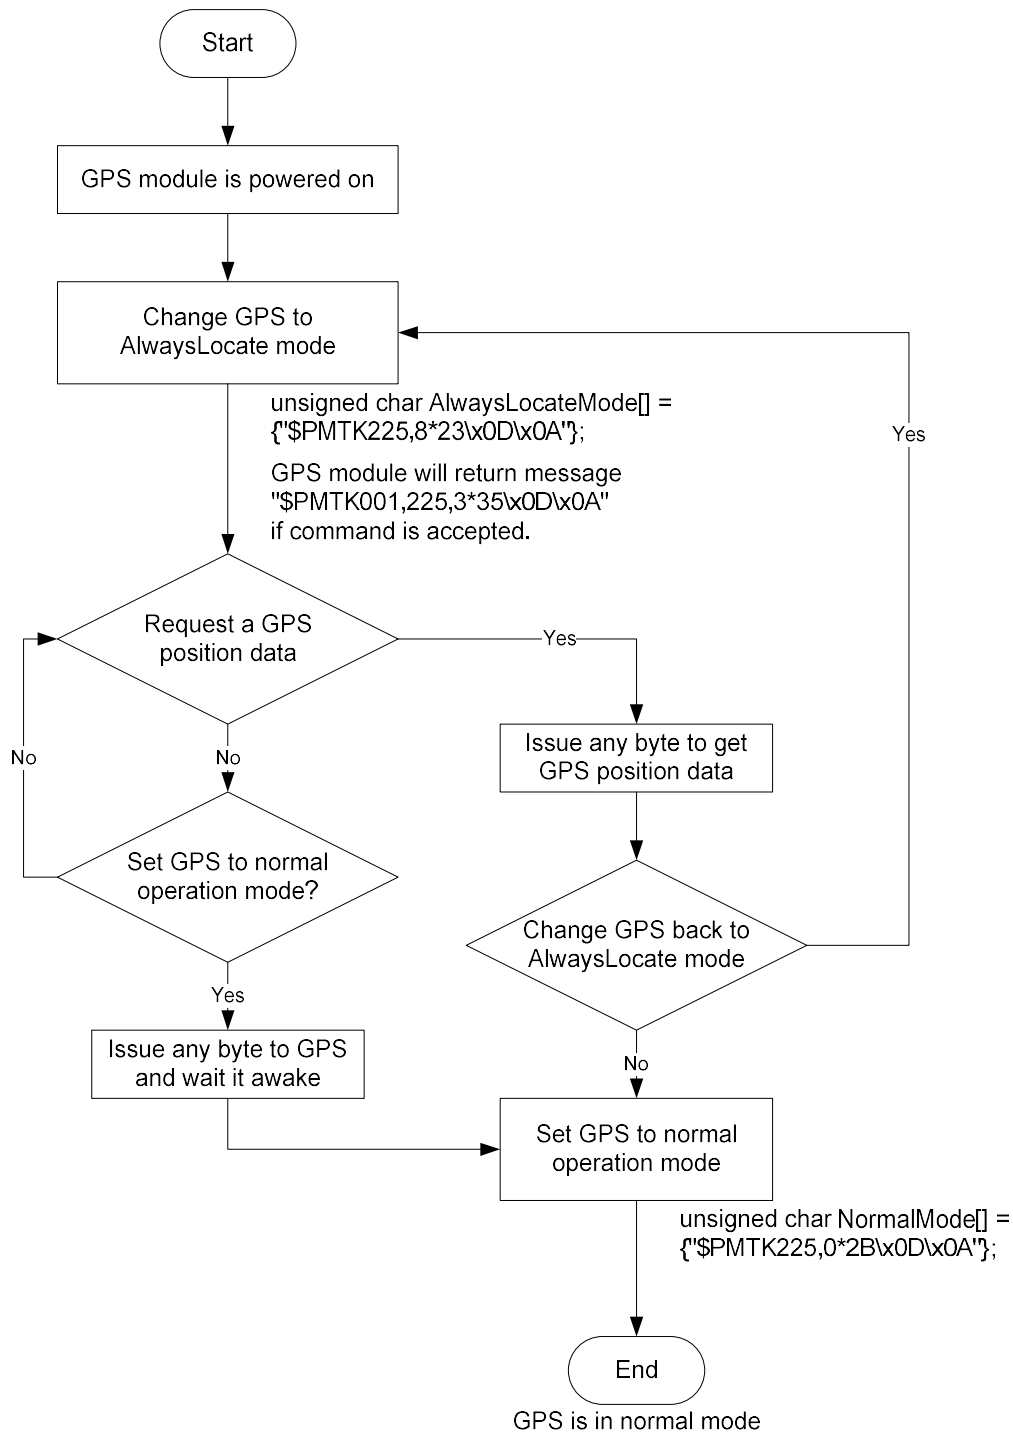 Start
GPS module is powered on
Change GPS to
AlwaysLocate mode
unsigned char AlwaysLocateMode[] =
{"$PMTK225,8*23\x0D\x0A"};
Yes
GPS module will return message
"$PMTK001,225,3*35\x0D\x0A"
if command is accepted.
Request a GPS
position data
Yes
No
No
Issue any byte to get
GPS position data
Set GPS to normal
operation mode?
Change GPS back to
AlwaysLocate mode
Yes
Issue any byte to GPS
and wait it awake
No
Set GPS to normal
operation mode
unsigned char NormalMode[] =
{"$PMTK225,0*2B\x0D\x0A"};
End
GPS is in normal mode